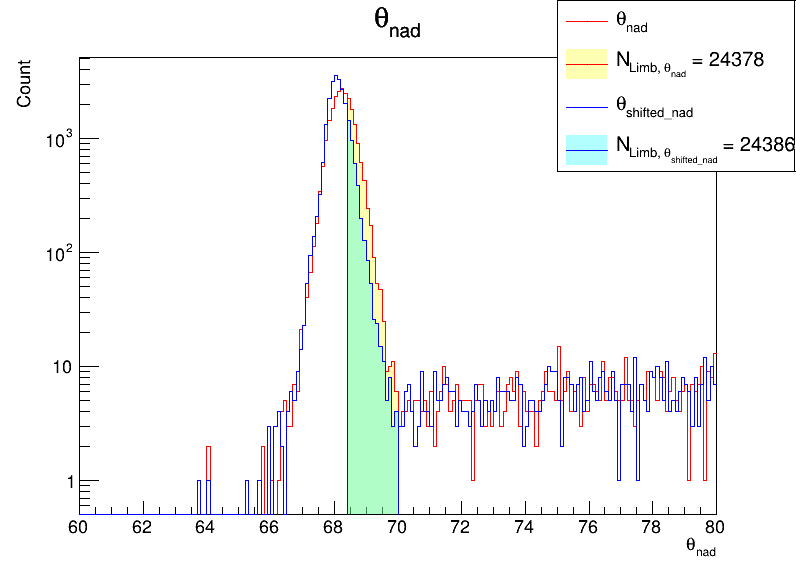 θnad
θnad
NLimb, θnad = 24378
θshifted_nad
NLimb, θshifted_nad = 24386
Count
10³
10²
10
1
60 62 64 66 68 70 72 74 76 78 80
θnad